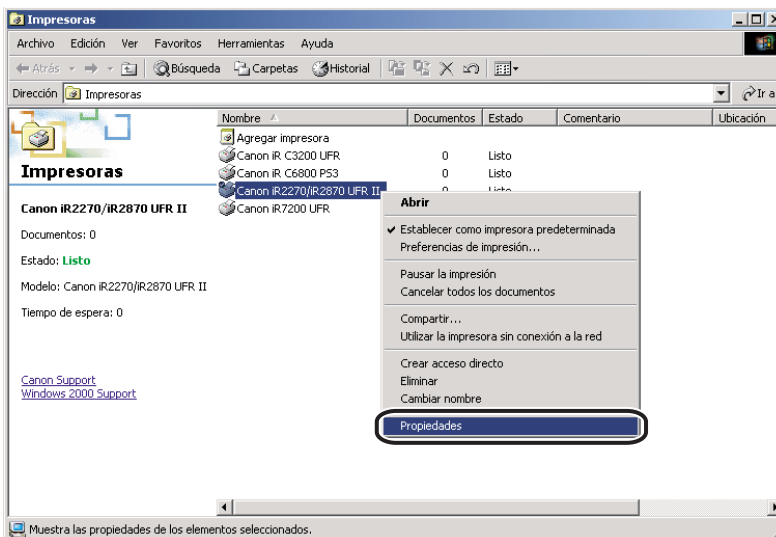 Impresoras
Archivo Edición Ver Favoritos Herramientas Ayuda
Atrás Búsqueda Carpetas Historial
Dirección Impresoras Ir a
Nombre Documentos Estado Comentario Ubicación
Agregar impresora
Canon iR C3200 UFR 0 Listo
Canon iR C6800 PS3 0 Listo
Canon iR2270/iR2870 UFR II 0 Listo
Canon iR7200 UFR
Impresoras
Canon iR2270/iR2870 UFR II
Documentos: 0
Estado: Listo
Modelo: Canon iR2270/iR2870 UFR II
Tiempo de espera: 0
Canon Support
Windows 2000 Support
Abrir
Establecer como impresora predeterminada
Preferencias de impresión...
Pausar la impresión
Cancelar todos los documentos
Compartir...
Utilizar la impresora sin conexión a la red
Crear acceso directo
Eliminar
Cambiar nombre
Propiedades
Muestra las propiedades de los elementos seleccionados.